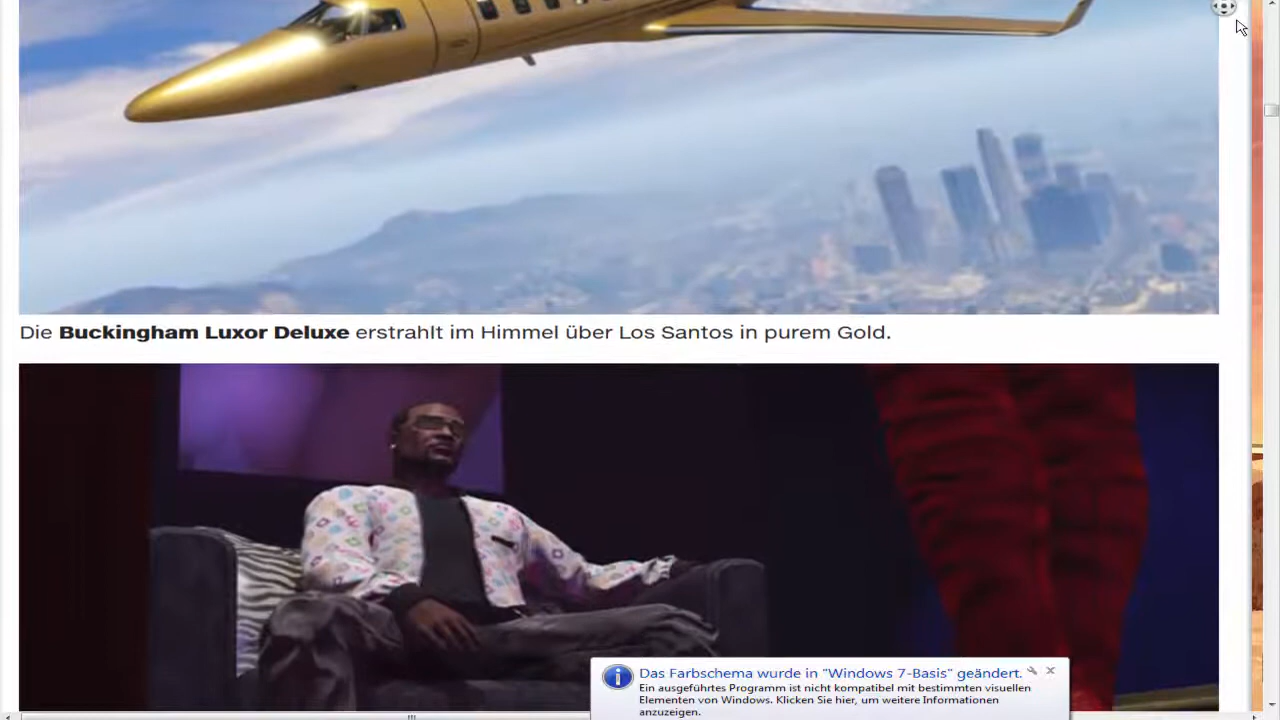 Die Buckingham Luxor Deluxe erstrahlt im Himmel über Los Santos in purem Gold.
Das Farbschema wurde in "Windows 7-Basis" geändert.
Ein ausgeführtes Programm ist nicht kompatibel mit bestimmten visuellen
Elementen von Windows. Klicken Sie hier, um weitere Informationen
anzuzeigen.